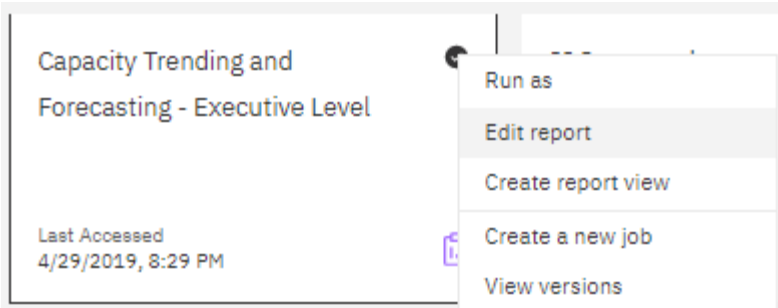 Capacity Trending and
Forecasting - Executive Level
Last Accessed
4/29/2019, 8:29 PM
Run as
Edit report
Create report view
Create a new job
View versions